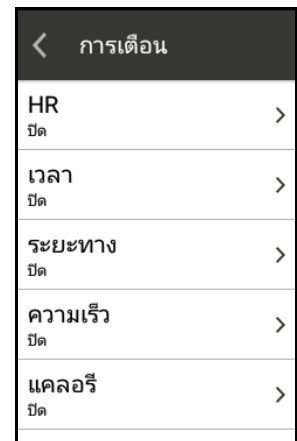 การเตือน
HR
ปิด
เวลา
ปิด
ระยะทาง
ปิด
ความเร็ว
ปิด
แคลอรี
ปิด